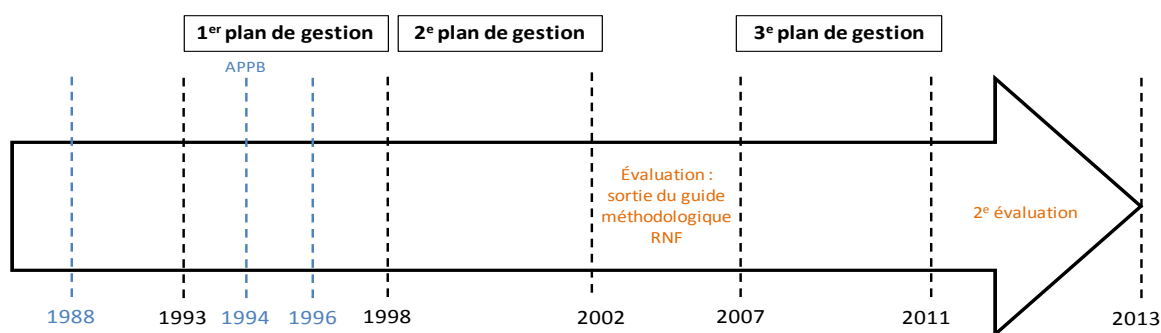 1er plan de gestion
2e plan de gestion
3e plan de gestion
APPB
Évaluation :
sortie du guide
méthodologique
RNF
2e évaluation
1988
1993
1994
1996
1998
2002
2007
2011
2013